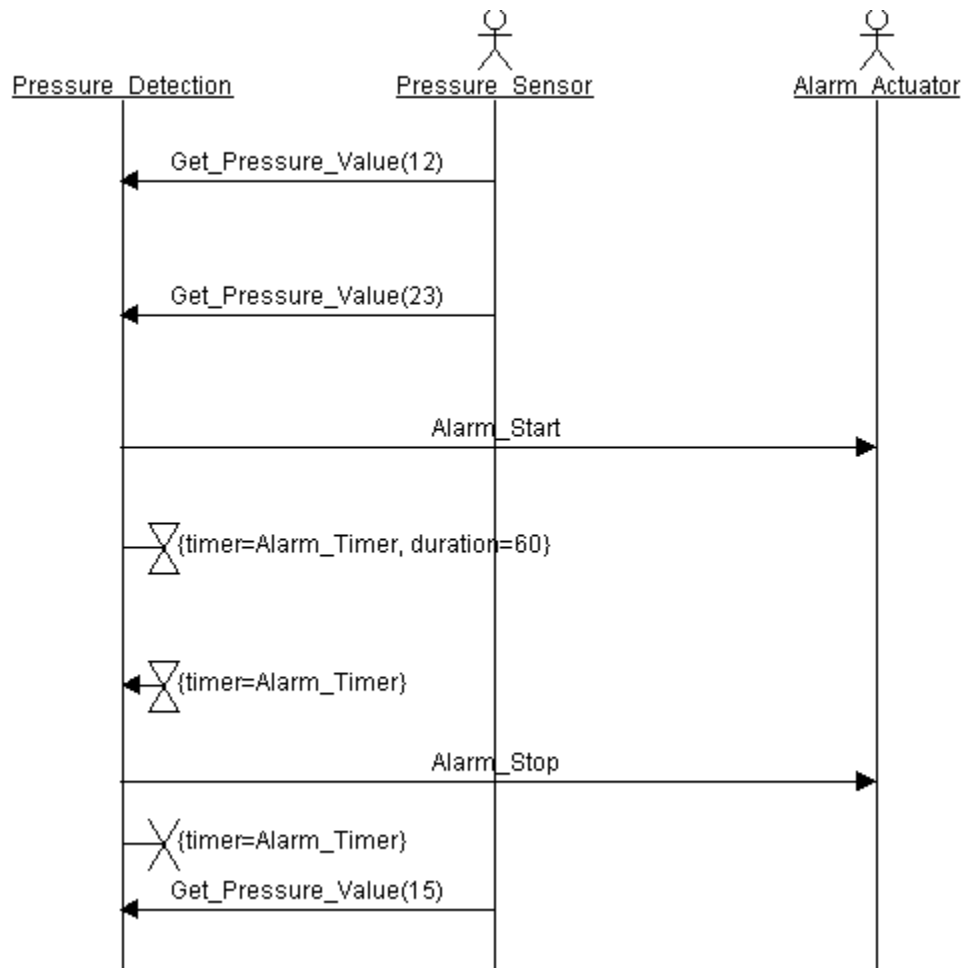 Pressure_Detection
Pressure_Sensor
Alarm_Actuator
Get_Pressure_Value(12)
Get_Pressure_Value(23)
Alarm_Start
{timer=Alarm_Timer, duration=60}
{timer=Alarm_Timer}
Alarm_Stop
{timer=Alarm_Timer}
Get_Pressure_Value(15)